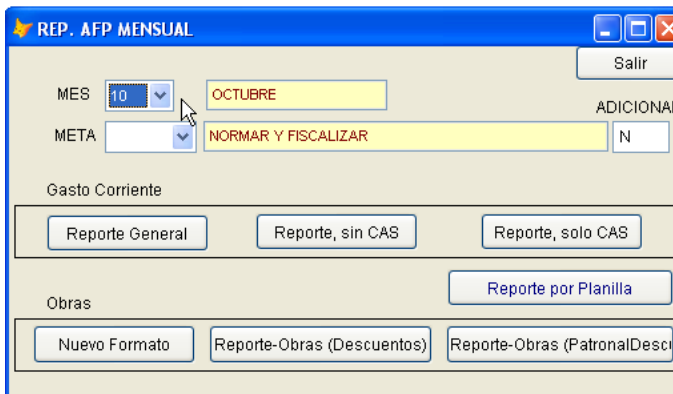 REP. AFP MENSUAL
Salir
MES 10 OCTUBRE
ADICIONAL
META NORMAR Y FISCALIZAR N
Gasto Corriente
Reporte General Reporte, sin CAS Reporte, solo CAS
Reporte por Planilla
Obras
Nuevo Formato Reporte-Obras (Descuentos) Reporte-Obras (PatronalDescu